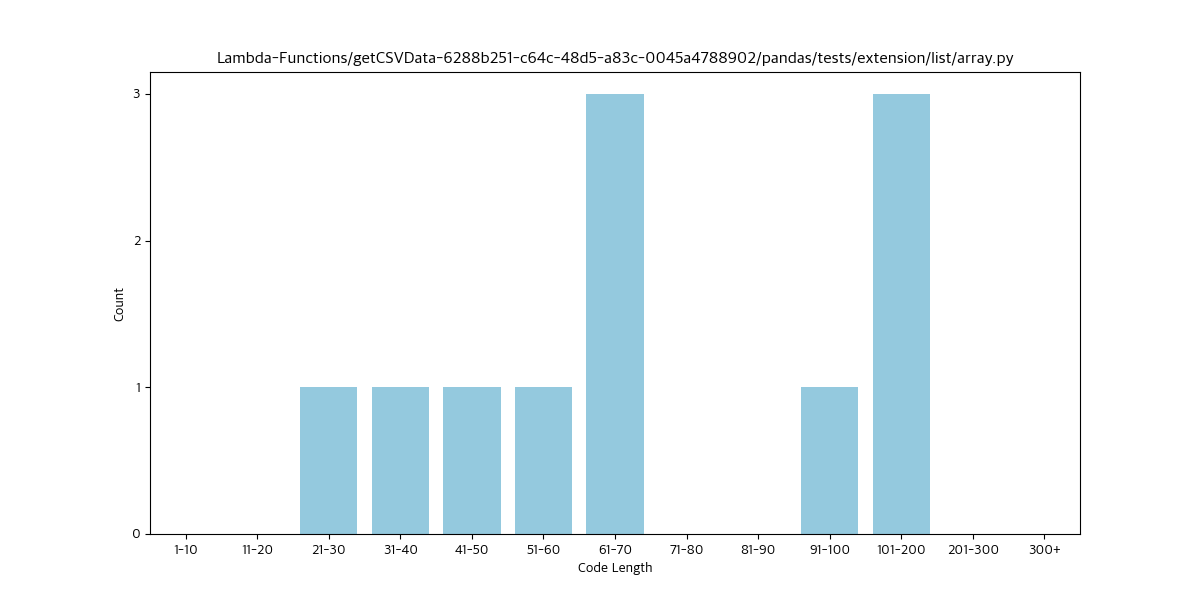 Lambda-Functions/getCSVData-6288b251-c64c-48d5-a83c-0045a4788902/pandas/tests/extension/list/array.py
3
2
1
0
Count
1-10 11-20 21-30 31-40 41-50 51-60 61-70 71-80 81-90 91-100 101-200 201-300 300+
Code Length